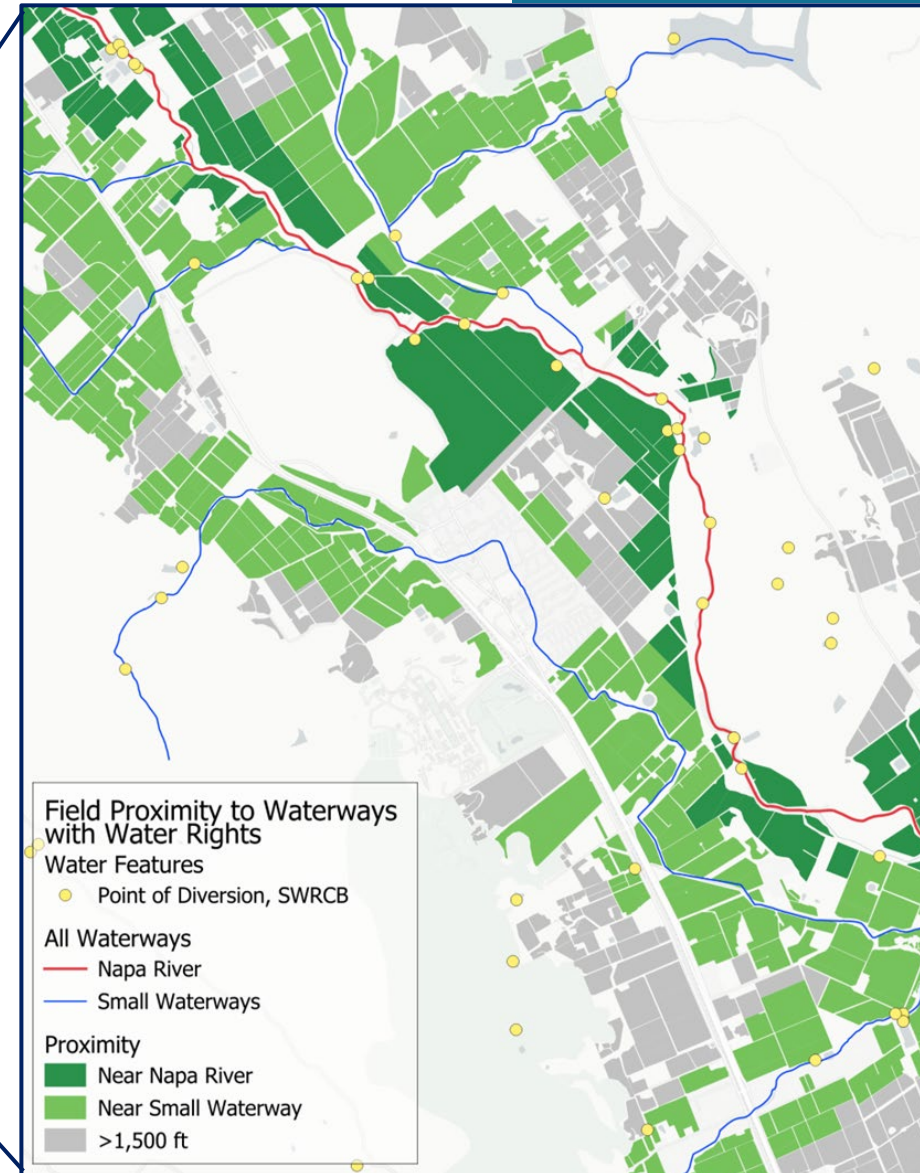 Field Proximity to Waterways
with Water Rights
Water Features
Point of Diversion, SWRCB
All Waterways
Napa River
Small Waterways
Proximity
Near Napa River
Near Small Waterway
>1,500 ft